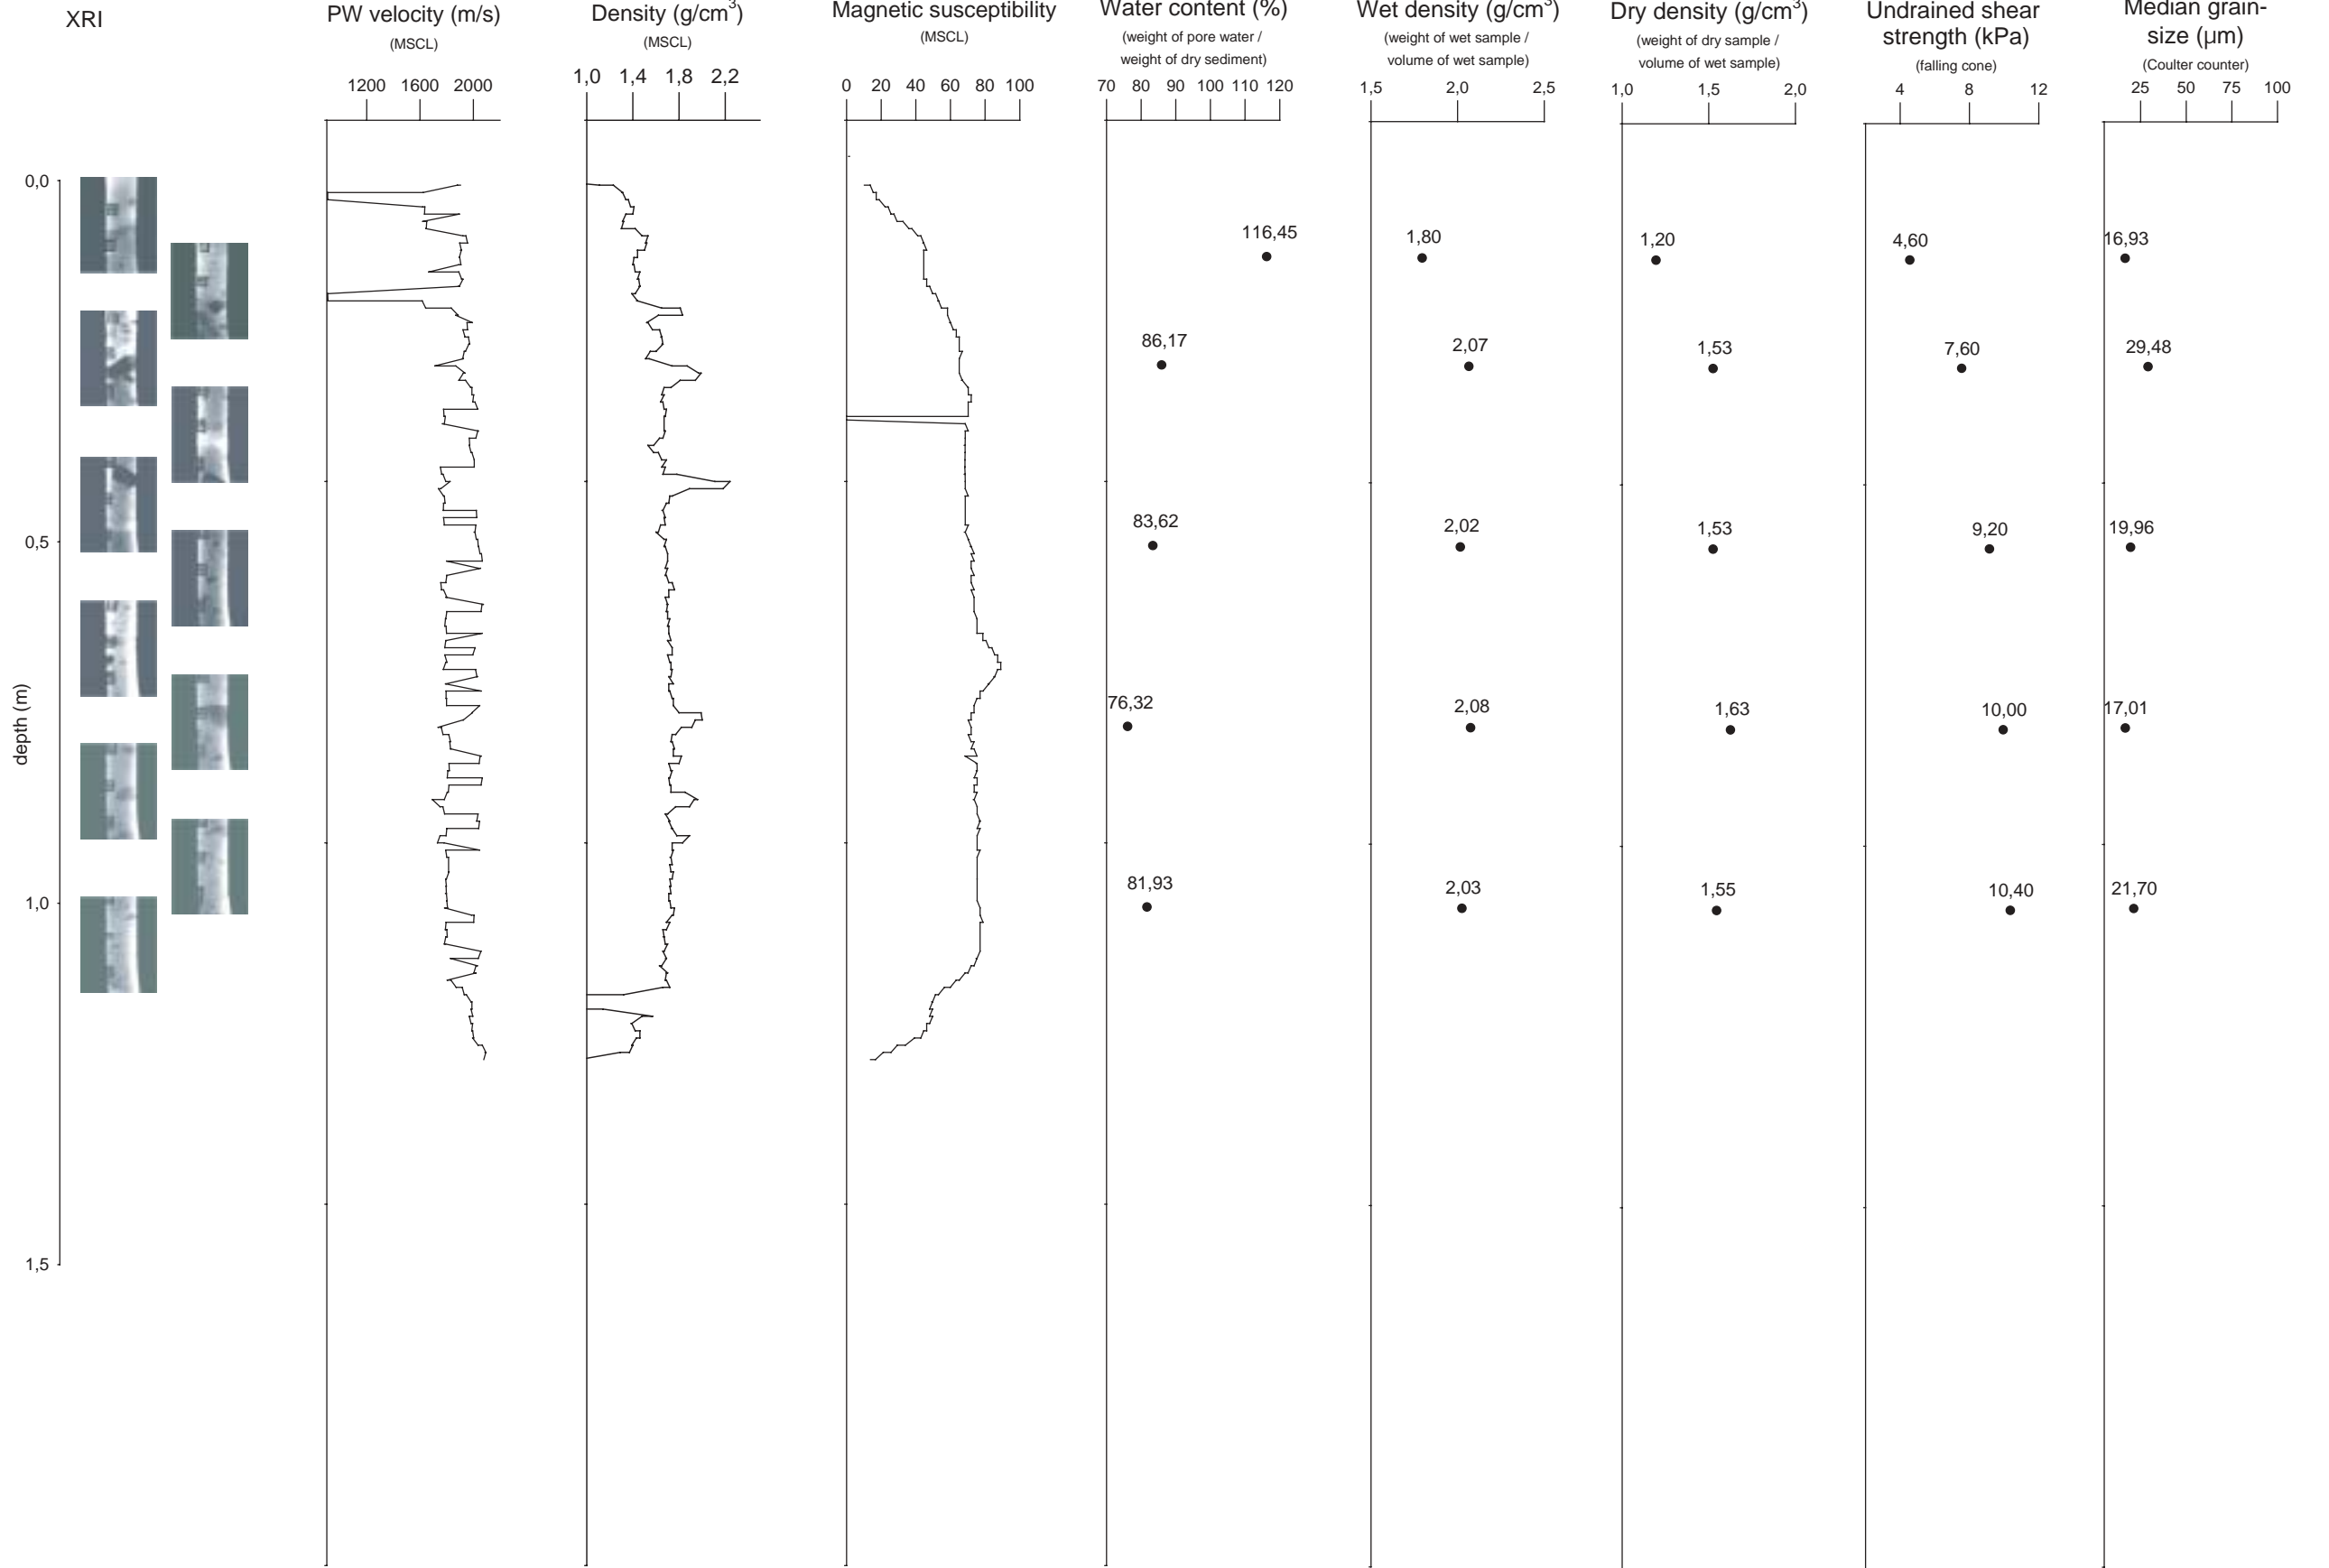 XRI
PW velocity (m/s)
(MSCL)
1200 1600 2000
Density (g/cm³)
(MSCL)
1,0 1,4 1,8 2,2
Magnetic susceptibility
(MSCL)
0 20 40 60 80 100
Water content (%)
(weight of pore water /
weight of dry sediment)
70 80 90 100 110 120
Wet density (g/cm³)
(weight of wet sample /
volume of wet sample)
1,5 2,0 2,5
Dry density (g/cm³)
(weight of dry sample /
volume of wet sample)
1,0 1,5 2,0
Undrained shear
strength (kPa)
(falling cone)
4 8 12
Median grain-
size (µm)
(Coulter counter)
25 50 75 100
depth (m)
0,0
0,5
1,0
1,5
116,45 1,80 1,20 4,60 16,93
86,17 2,07 1,53 7,60 29,48
83,62 2,02 1,53 9,20 19,96
76,32 2,08 1,63 10,00 17,01
81,93 2,03 1,55 10,40 21,70